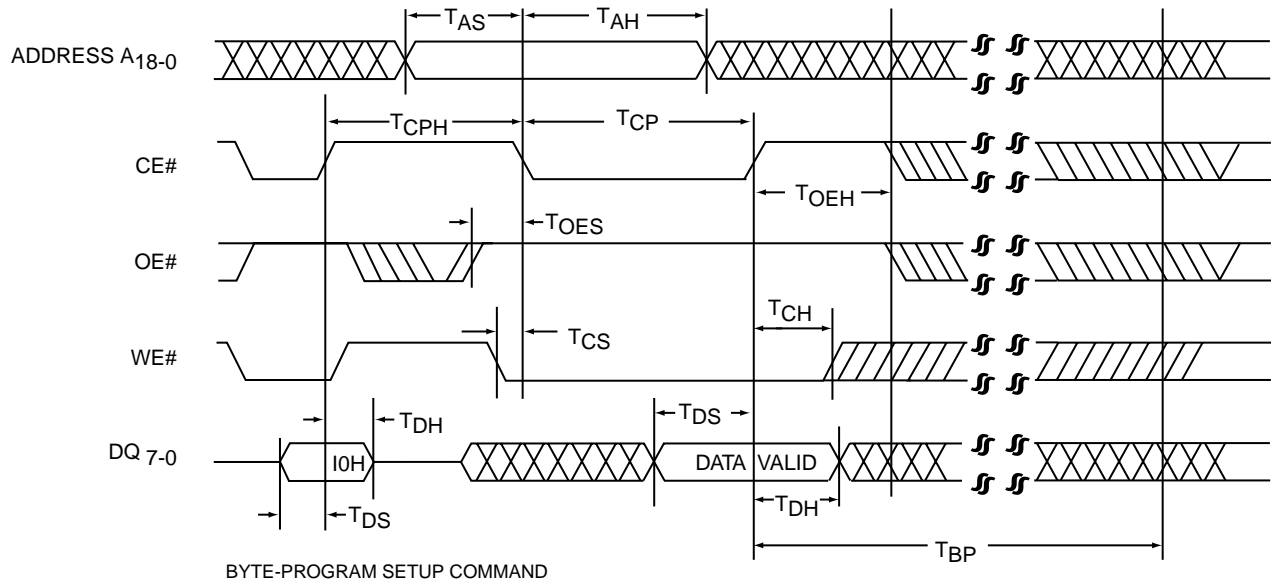 TAS TAH
ADDRESS A18-0
TCPH TCP
CE#
TOEH
TOES
OE#
TCH
TCS
WE#
TDH TDS
DQ 7-0
I0H DATA VALID
TDH
TDS
TBP
BYTE-PROGRAM SETUP COMMAND